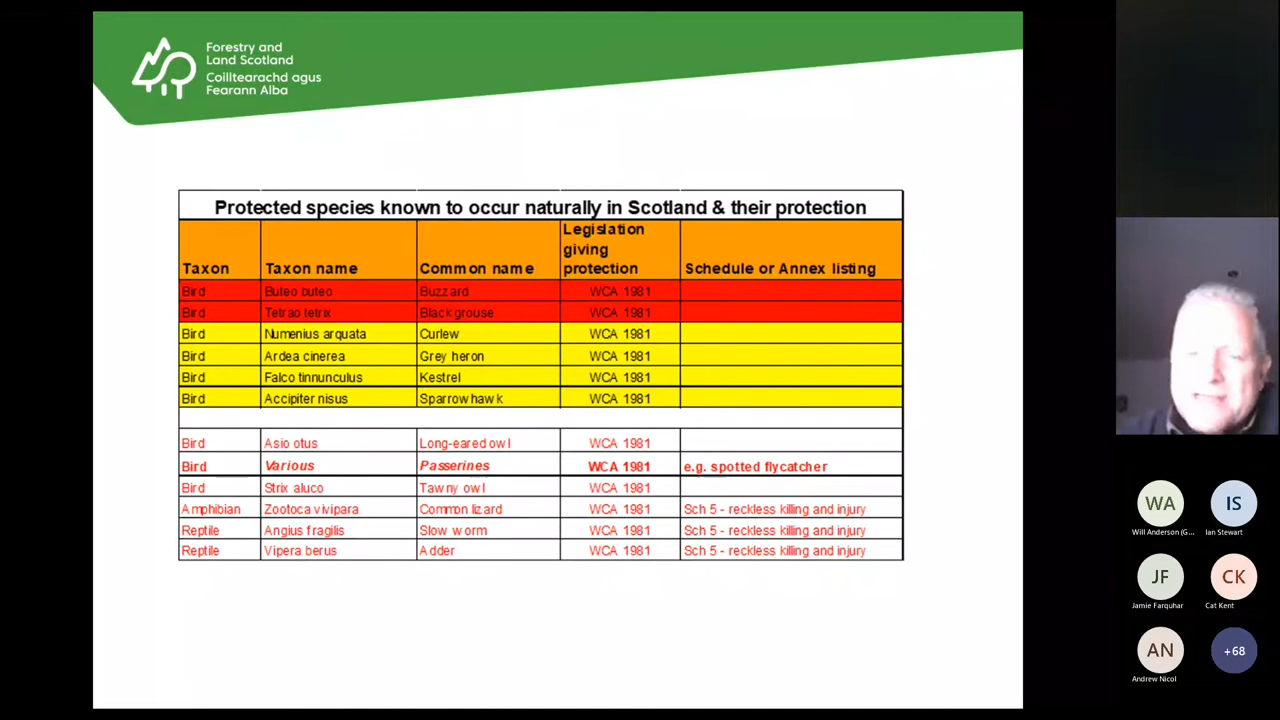 Forestry and
Land Scotland
Coilltearachd agus
Fearann Alba
Protected species known to occur naturally in Scotland & their protection
Taxon Taxon name Common name Legislation giving protection Schedule or Annex listing
Bird Buteo buteo Buzzard WCA 1981
Bird Tetrao tetrix Black grouse WCA 1981
Bird Numenius arquata Curlew WCA 1981
Bird Ardea cinerea Grey heron WCA 1981
Bird Falco tinnunculus Kestrel WCA 1981
Bird Accipiter nisus Sparrowhawk WCA 1981
Bird Asio otus Long-eared owl WCA 1981
Bird Various Passerines WCA 1981 e.g. spotted flycatcher
Bird Strix aluco Tawny owl WCA 1981
Amphibian Zootoca vivipara Common lizard WCA 1981 Sch 5 - reckless killing and injury
Reptile Angius fragilis Slow worm WCA 1981 Sch 5 - reckless killing and injury
Reptile Vipera berus Adder WCA 1981 Sch 5 - reckless killing and injury
WA IS
Will Anderson (G... Ian Stewart
JF CK
Jamie Farquhar Cat Kent
AN +68
Andrew Nicol